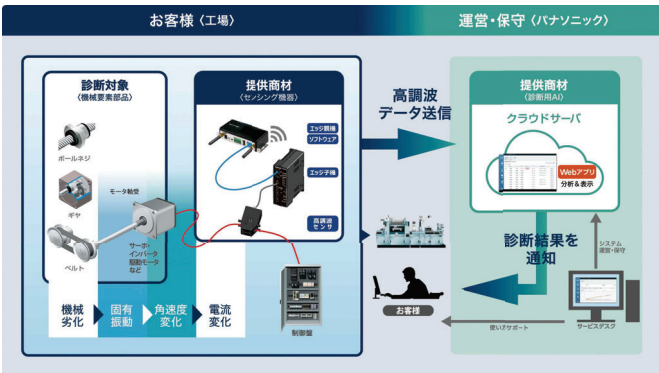 お客様〈工場〉
運営・保守〈パナソニック〉
診断対象
〈機械要素部品〉
ボールネジ
ギヤ
ベルト
モータ軸受
サーボ・
インバータ
駆動モータ
など
機械
劣化
固有
振動
角速度
変化
電流
変化
提供商材
〈センシング機器〉
エッジ親機
ソフトウェア
エッジ子機
高調波
センサ
制御盤
高調波
データ送信
お客様
提供商材
〈診断用AI〉
クラウドサーバ
Webアプリ
分析&表示
診断結果を
通知
システム
運営・保守
サービスデスク
使い方サポート